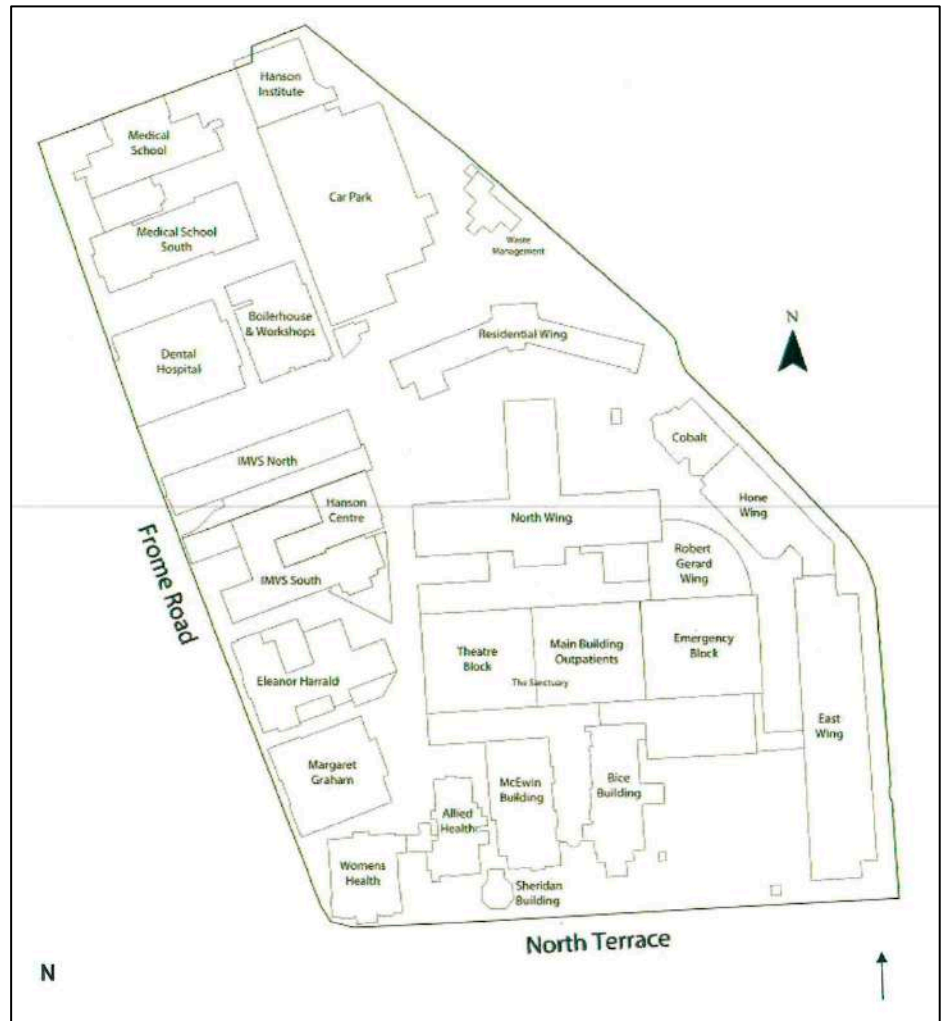 Hanson
Institute
Medical
School
Car Park
Medical School
South
Waste
Management
Boilerhouse
& Workshops
N
Residential Wing
Dental
Hospital
Cobalt
IMVS North
Hone
Wing
Hanson
Centre
North Wing
Robert
Gerard
Wing
IMVS South
Frome Road
Emergency
Block
Main Building
Outpatients
Theatre
Block
The Sanctuary
Eleanor Harrald
East
Wing
Margaret
Graham
McEwin
Building
Bice
Building
Allied
Health
Womens
Health
Sheridan
Building
North Terrace
N